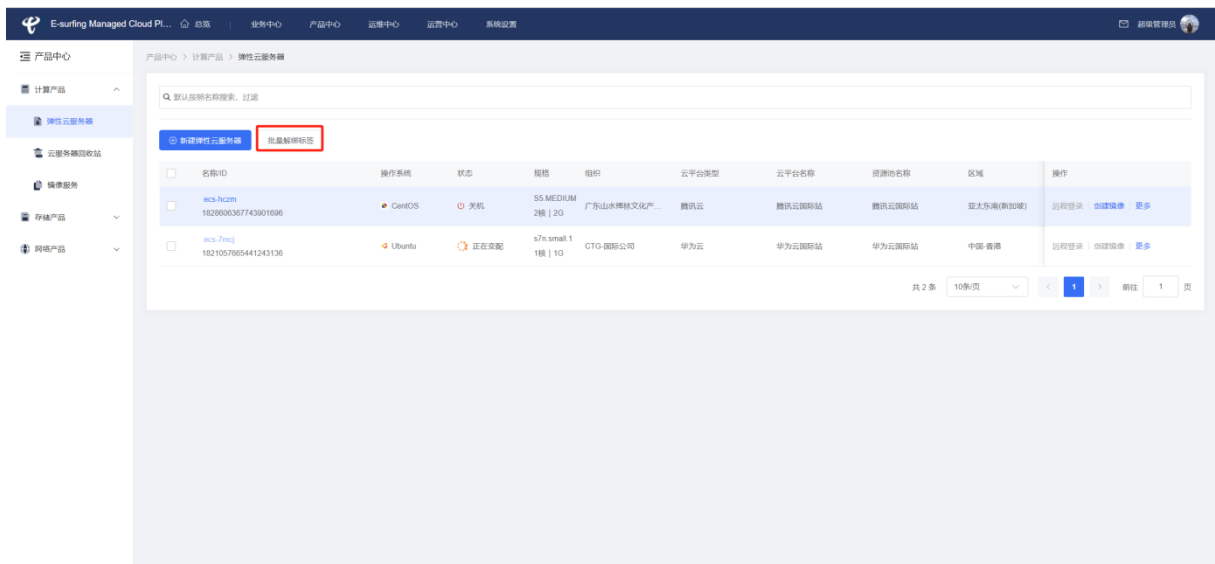 E-surfing Managed Cloud Pl... 总览 | 业务中心 产品中心 运维中心 运营中心 系统设置 超级管理员
产品中心
产品中心 > 计算产品 > 弹性云服务器
计算产品
默认按照名称搜索、过滤
弹性云服务器
新建弹性云服务器 批量解绑标签
云服务器回收站
镜像服务
存储产品
网络产品
名称/ID 操作系统 状态 规格 组织 云平台类型 云平台名称 资源池名称 区域 操作
ecs-hczm CentOS 关机 S5.MEDIUM 广东山水禅林文化产... 腾讯云 腾讯云国际站 腾讯云国际站 亚太东南(新加坡) 远程登录 创建镜像 更多
1828606367743901696 2核 | 2G
ecs-7mcj Ubuntu 正在变配 s7n.small.1 CTG-国际公司 华为云 华为云国际站 华为云国际站 中国-香港 远程登录 创建镜像 更多
1821057665441243136 1核 | 1G
共 2 条 10条/页 < 1 > 前往 1 页